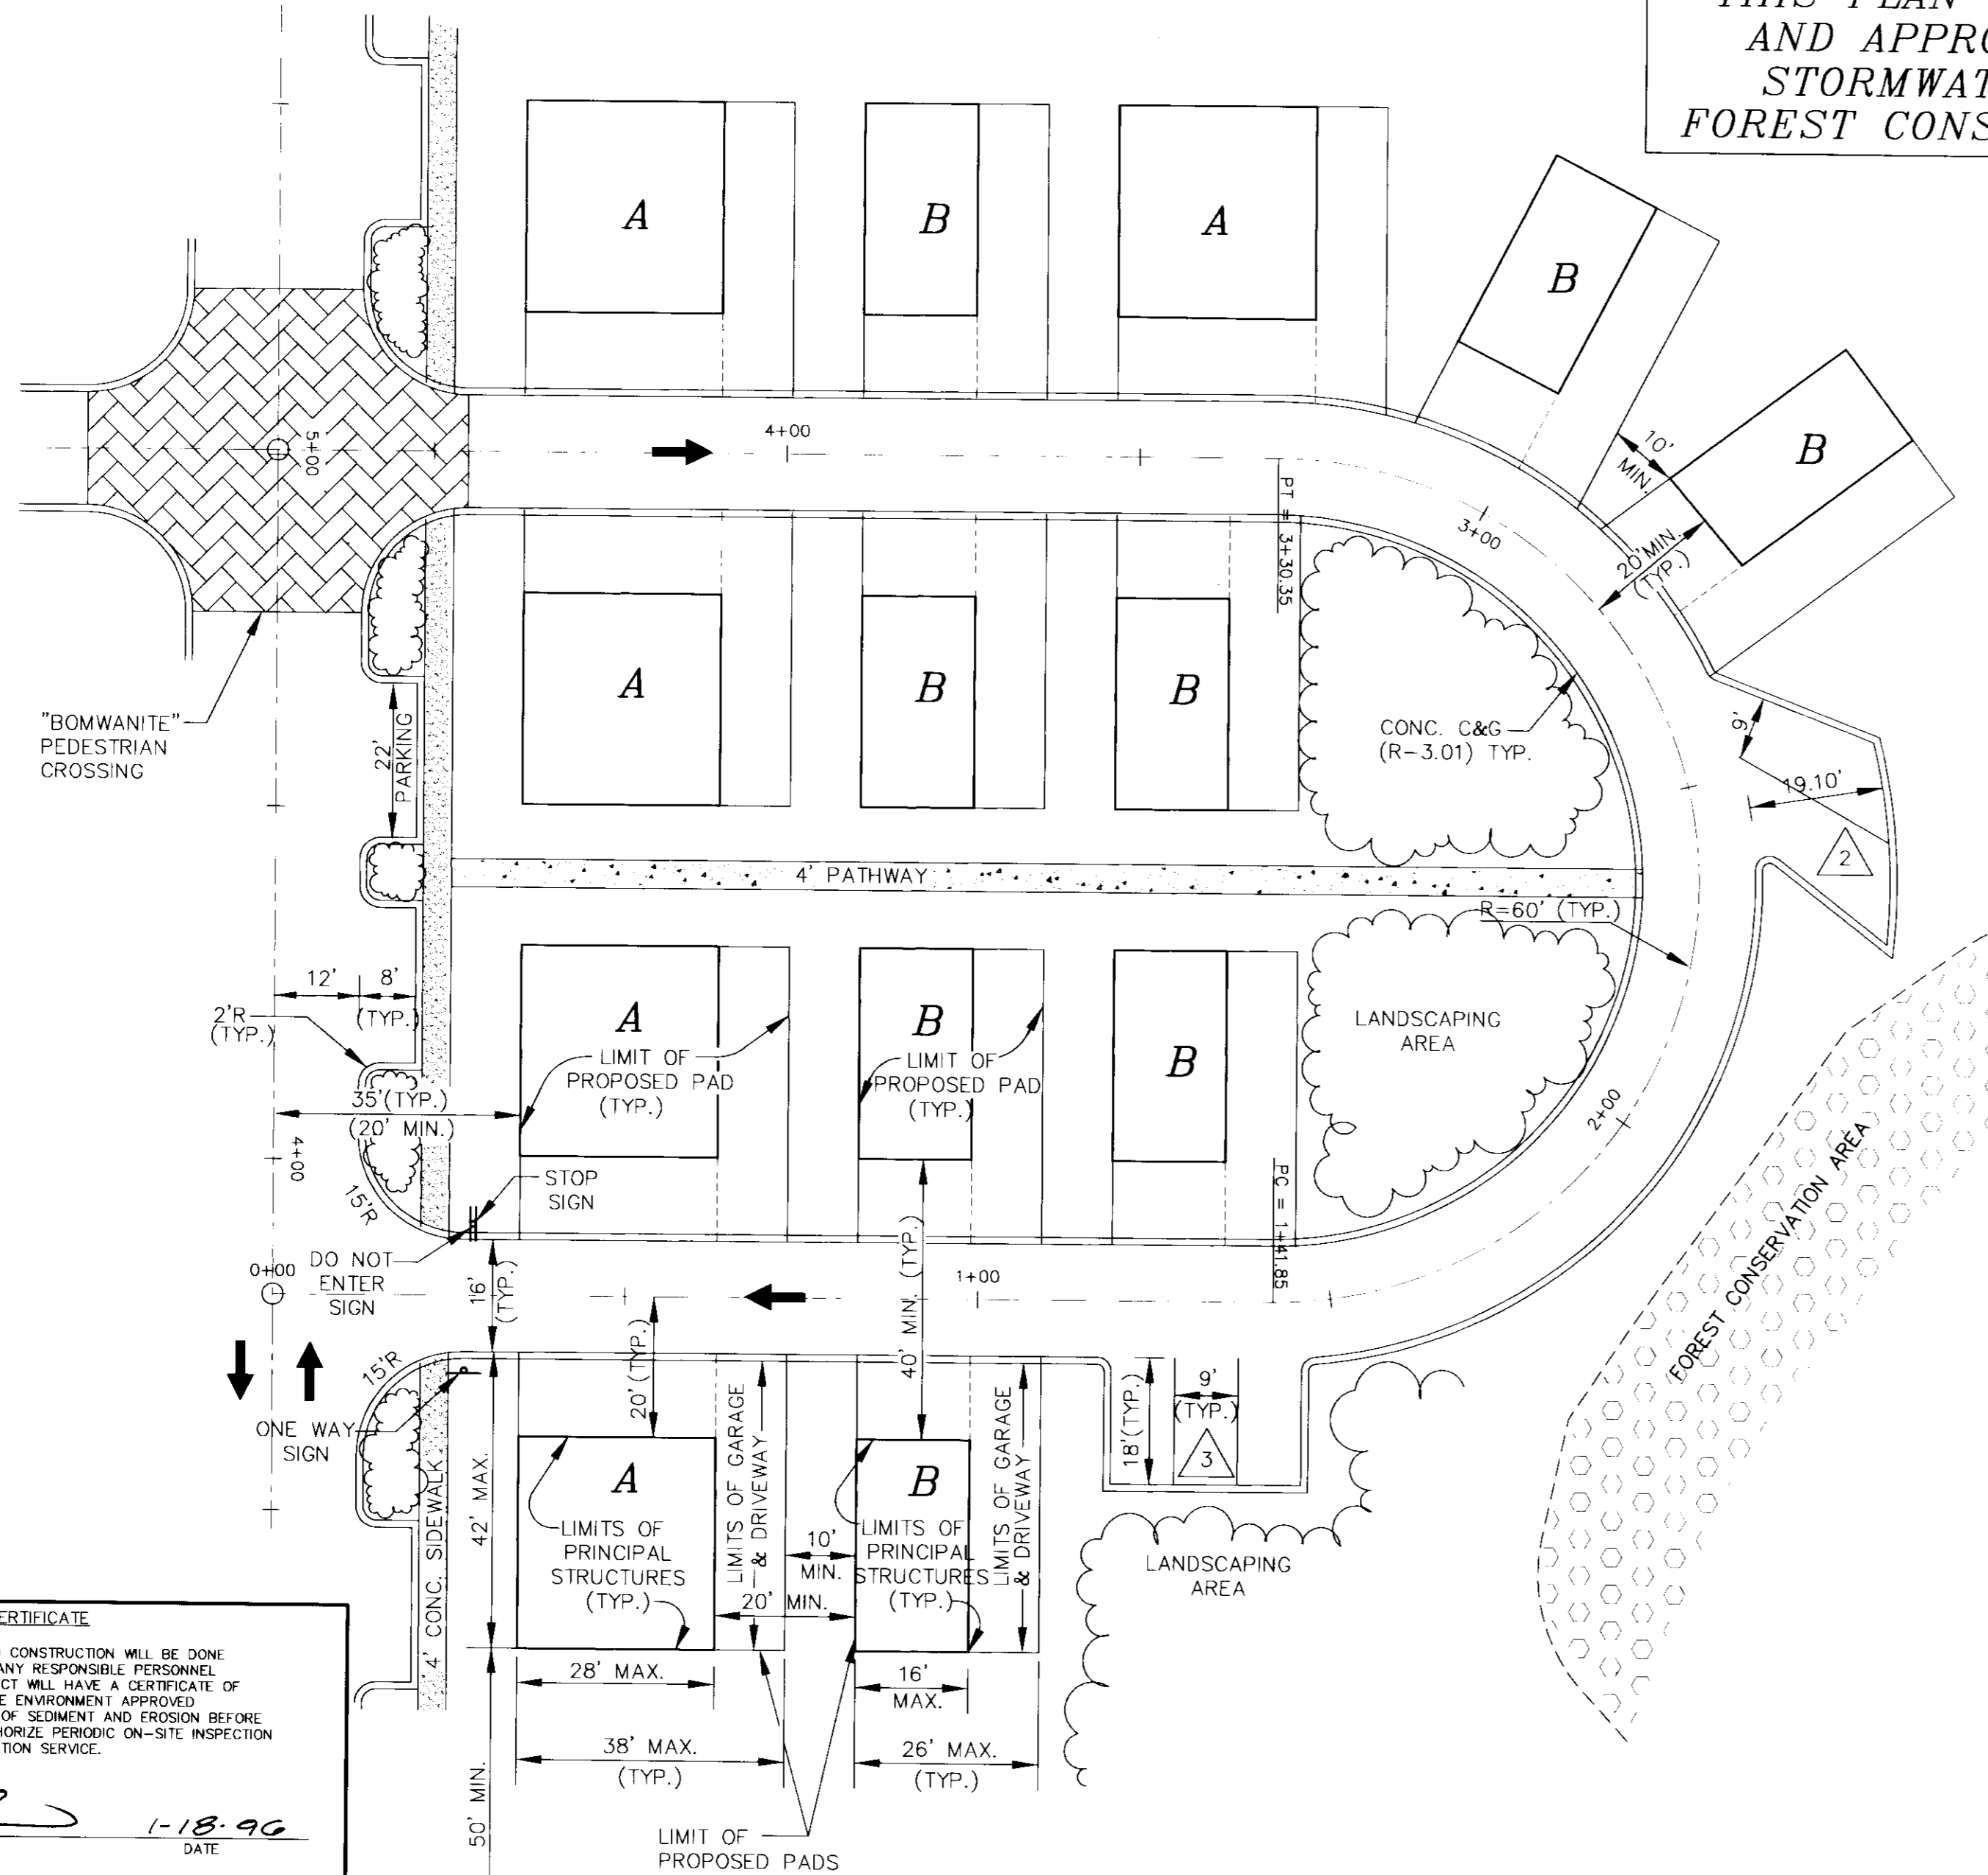 THIS PLAN
AND APPRO
STORMWAT
FOREST CONS
A
B
A
B
B
10'
MIN.
20' MIN.
(TYP.)
5+00
4+00
3+00
PT = 3+30.35
"BOMWANITE"
PEDESTRIAN
CROSSING
22'
PARKING
A
B
B
CONC. C&G
(R-3.01) TYP.
9'
19.10'
2
4' PATHWAY
R=60' (TYP.)
12'
8'
(TYP.)
2'R
(TYP.)
A
B
B
LIMIT OF
PROPOSED PAD
(TYP.)
LIMIT OF
PROPOSED PAD
(TYP.)
LANDSCAPING
AREA
35'(TYP.)
(20' MIN.)
4+00
15'R
STOP
SIGN
2+00
PC = 1+41.85
FOREST CONSERVATION AREA
DO NOT
ENTER
SIGN
0+00
16'
(TYP.)
1+00
40' MIN. (TYP.)
20' (TYP.)
15'R
ONE WAY
SIGN
42' MAX.
4' CONC. SIDEWALK
A
LIMITS OF
PRINCIPAL
STRUCTURES
(TYP.)
LIMITS OF GARAGE
& DRIVEWAY
10'
MIN.
20' MIN.
B
LIMITS OF
PRINCIPAL
STRUCTURES
(TYP.)
LIMITS OF GARAGE
& DRIVEWAY
18'(TYP.)
9'
(TYP.)
3
LANDSCAPING
AREA
28' MAX.
16'
MAX.
38' MAX.
(TYP.)
26' MAX.
(TYP.)
50' MIN.
LIMIT OF
PROPOSED PADS
ERTIFICATE
CONSTRUCTION WILL BE DONE
ANY RESPONSIBLE PERSONNEL
CT WILL HAVE A CERTIFICATE OF
E ENVIRONMENT APPROVED
OF SEDIMENT AND EROSION BEFORE
HORIZE PERIODIC ON-SITE INSPECTION
TION SERVICE.
1-18-96
DATE